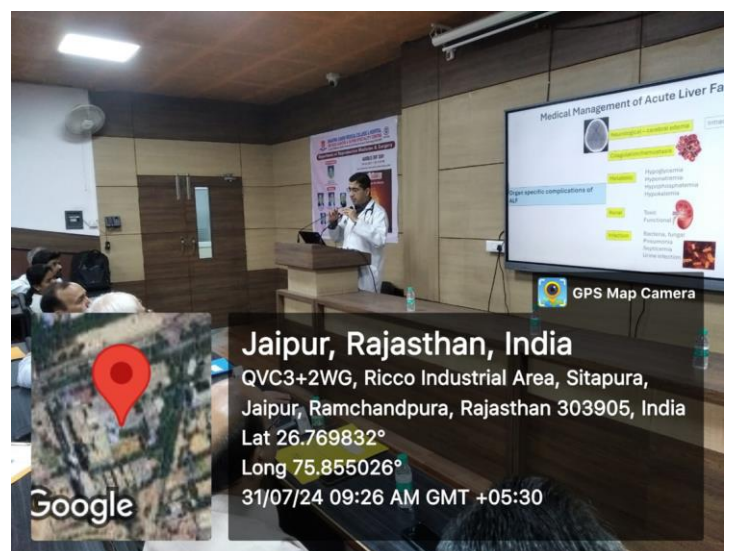 Medical Management of Acute Liver Fa
Neurological – cerebral edema
Coagulation/hemostasis
Metabolic
Hypoglycemia
Hyponatremia
Hypophosphatemia
Hypokalemia
Organ specific complications of
ALF
Renal
Toxic
Functional
Infection
Bacteria, fungal
Pneumonia
Septicemia
Urine infection
GPS Map Camera
Jaipur, Rajasthan, India
QVC3+2WG, Ricco Industrial Area, Sitapura,
Jaipur, Ramchandpura, Rajasthan 303905, India
Lat 26.769832°
Long 75.855026°
31/07/24 09:26 AM GMT +05:30
Google